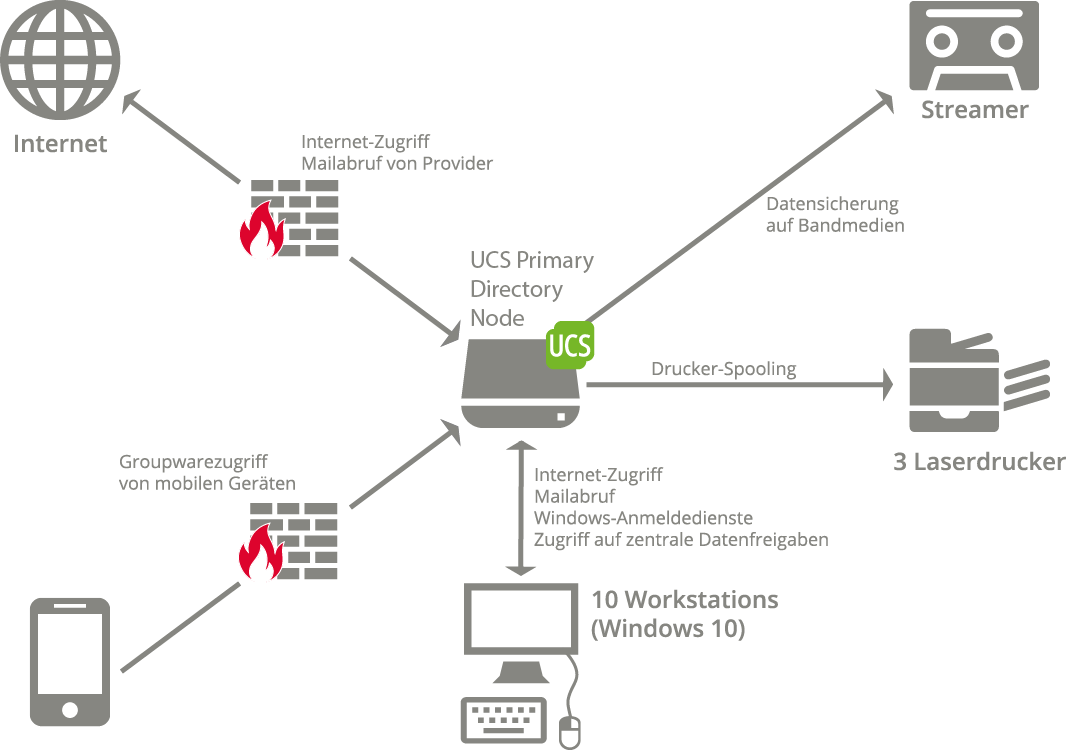 Internet
Internet-Zugriff
Mailabruf von Provider
Streamer
Datensicherung
auf Bandmedien
UCS Primary
Directory
Node
UCS
Drucker-Spooling
3 Laserdrucker
Groupwarezugriff
von mobilen Geräten
Internet-Zugriff
Mailabruf
Windows-Anmeldedienste
Zugriff auf zentrale Datenfreigaben
10 Workstations
(Windows 10)